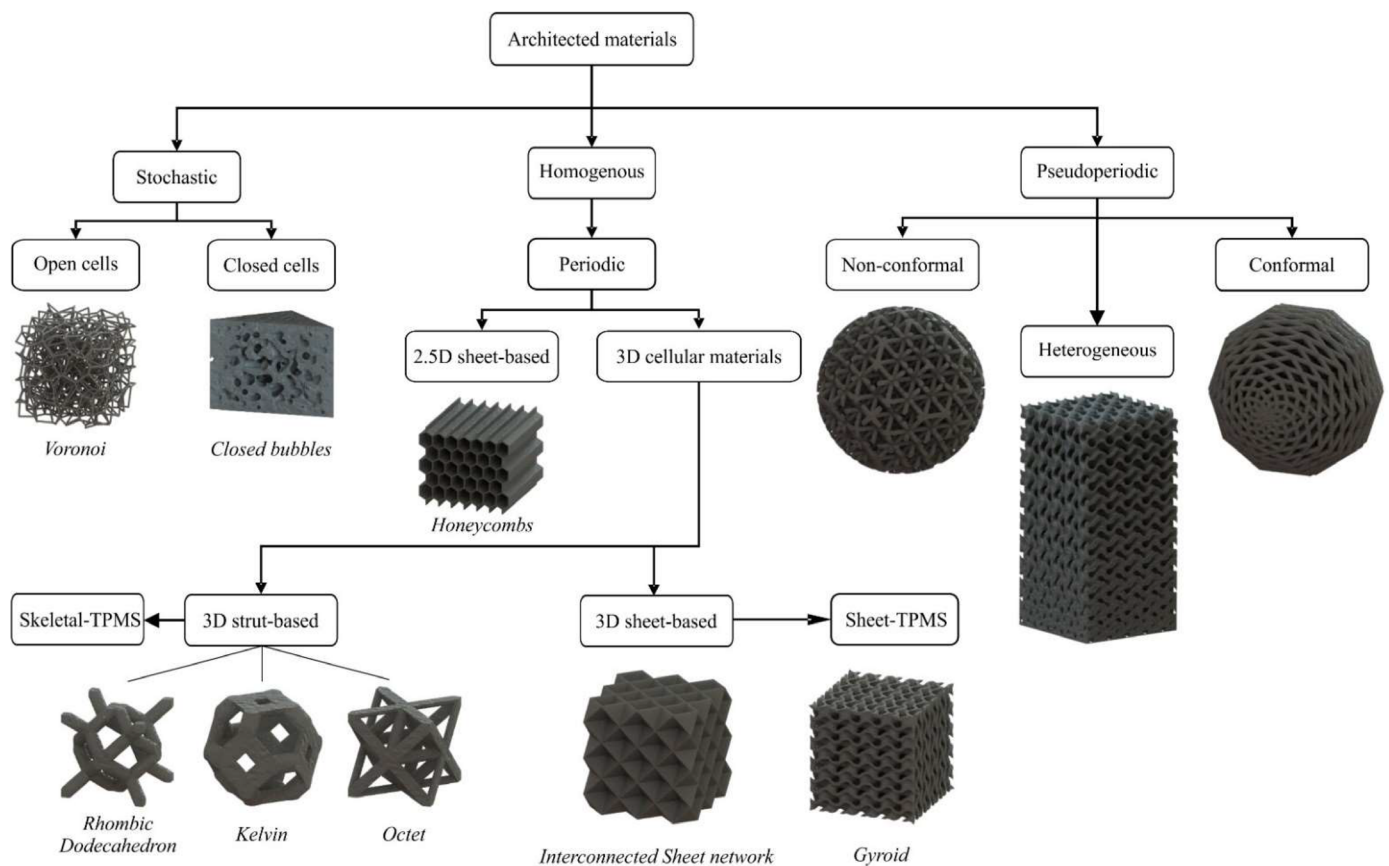 Architected materials
Stochastic
Homogenous
Pseudoperiodic
Open cells
Closed cells
Periodic
Non-conformal
Conformal
2.5D sheet-based
3D cellular materials
Heterogeneous
Voronoi
Closed bubbles
Honeycombs
Skeletal-TPMS
3D strut-based
3D sheet-based
Sheet-TPMS
Rhombic
Dodecahedron
Kelvin
Octet
Interconnected Sheet network
Gyroid